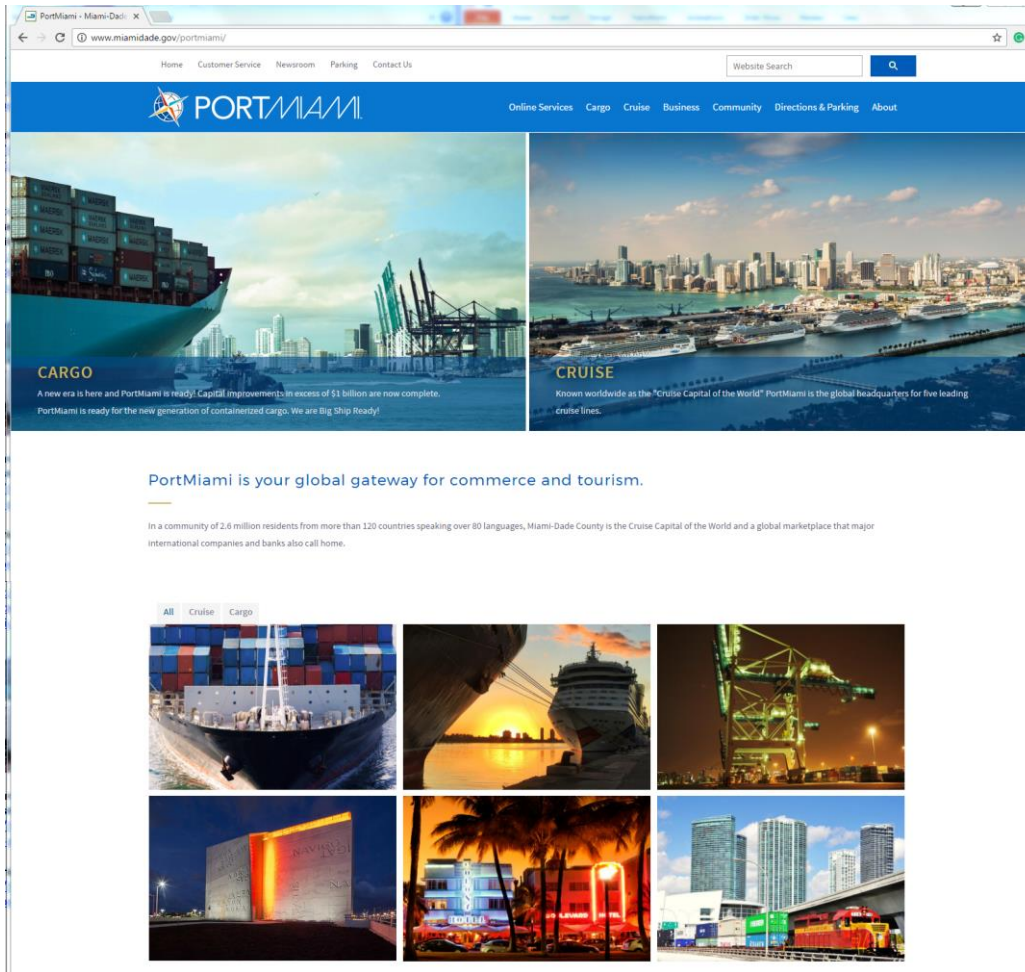 PortMiami - Miami-Dade
www.miamidade.gov/portmiami/
Home Customer Service Newsroom Parking Contact Us
Website Search
PORTMIAMI
Online Services Cargo Cruise Business Community Directions & Parking About
MAERSK
CARGO
A new era is here and PortMiami is ready! Capital improvements in excess of $1 billion are now complete.
PortMiami is ready for the new generation of containerized cargo. We are Big Ship Ready!
CRUISE
Known worldwide as the "Cruise Capital of the World" PortMiami is the global headquarters for five leading
cruise lines.
PortMiami is your global gateway for commerce and tourism.
In a community of 2.6 million residents from more than 120 countries speaking over 80 languages, Miami-Dade County is the Cruise Capital of the World and a global marketplace that major
international companies and banks also call home.
All Cruise Cargo
HOTEL